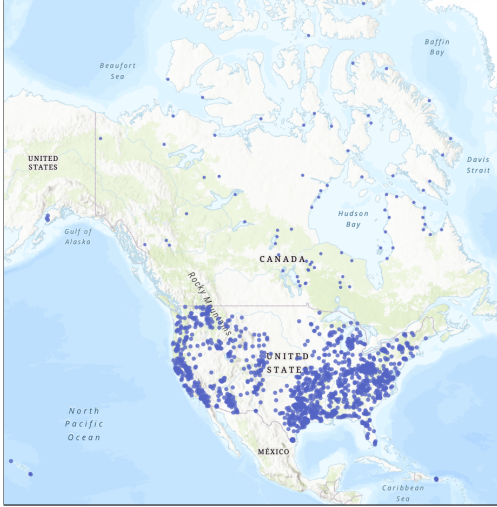 Baffin
Bay
Beaufort
Sea
UNITED
STATES
Davis
Strait
Hudson
Bay
Gulf of
Alaska
CANADA
Rocky Mountains
UNITED
STATES
North
Pacific
Ocean
MÉXICO
Caribbean
Sea